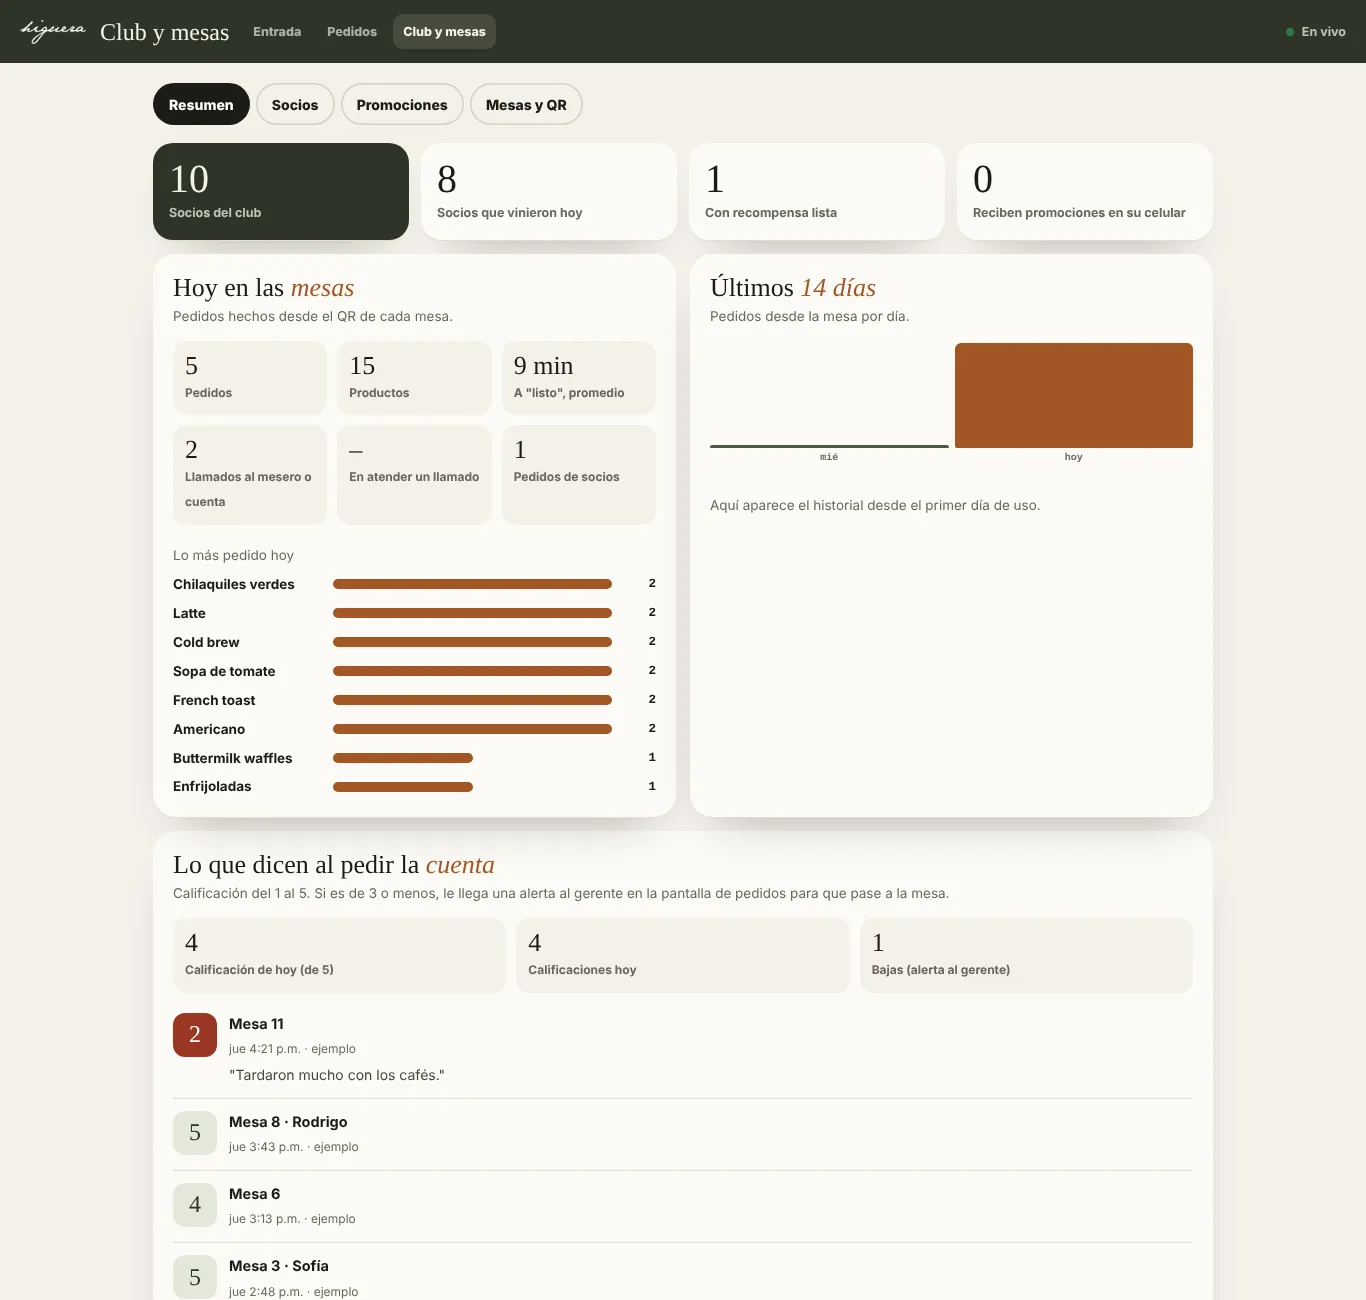 higuera
Club y mesas
Entrada
Pedidos
Club y mesas
En vivo
Resumen
Socios
Promociones
Mesas y QR
10
Socios del club
8
Socios que vinieron hoy
1
Con recompensa lista
0
Reciben promociones en su celular
Hoy en las mesas
Pedidos hechos desde el QR de cada mesa.
5
Pedidos
15
Productos
9 min
A "listo", promedio
2
Llamados al mesero o
cuenta
–
En atender un llamado
1
Pedidos de socios
Lo más pedido hoy
Chilaquiles verdes 2
Latte 2
Cold brew 2
Sopa de tomate 2
French toast 2
Americano 2
Buttermilk waffles 1
Enfrijoladas 1
Últimos 14 días
Pedidos desde la mesa por día.
mié
hoy
Aquí aparece el historial desde el primer día de uso.
Lo que dicen al pedir la cuenta
Calificación del 1 al 5. Si es de 3 o menos, le llega una alerta al gerente en la pantalla de pedidos para que pase a la mesa.
4
Calificación de hoy (de 5)
4
Calificaciones hoy
1
Bajas (alerta al gerente)
2
Mesa 11
jue 4:21 p.m. · ejemplo
"Tardaron mucho con los cafés."
5
Mesa 8 · Rodrigo
jue 3:43 p.m. · ejemplo
4
Mesa 6
jue 3:13 p.m. · ejemplo
5
Mesa 3 · Sofía
jue 2:48 p.m. · ejemplo